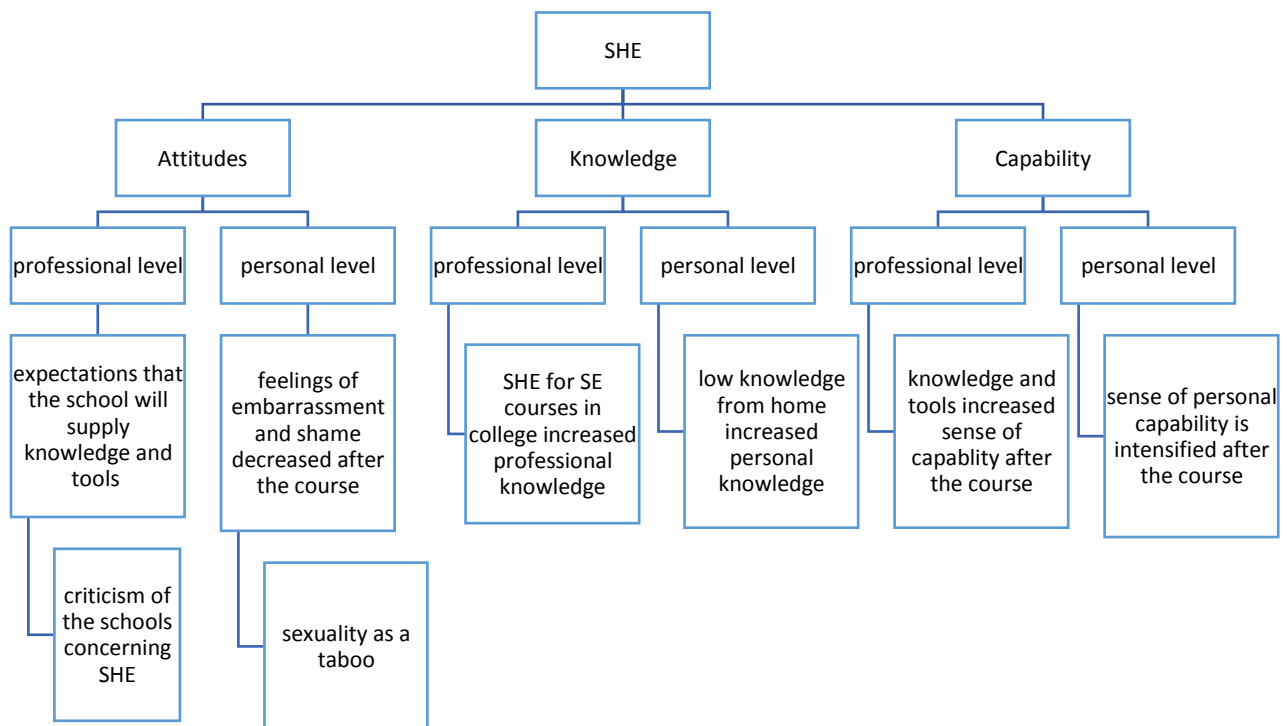 SHE
Attitudes
Knowledge
Capability
professional level
personal level
professional level
personal level
professional level
personal level
expectations that
the school will
supply
knowledge and
tools
feelings of
embarrassment
and shame
decreased after
the course
SHE for SE
courses in
college increased
professional
knowledge
low knowledge
from home
increased
personal
knowledge
knowledge and
tools increased
sense of
capablity after
the course
sense of personal
capability is
intensified after
the course
criticism of
the schools
concerning
SHE
sexuality as a
taboo